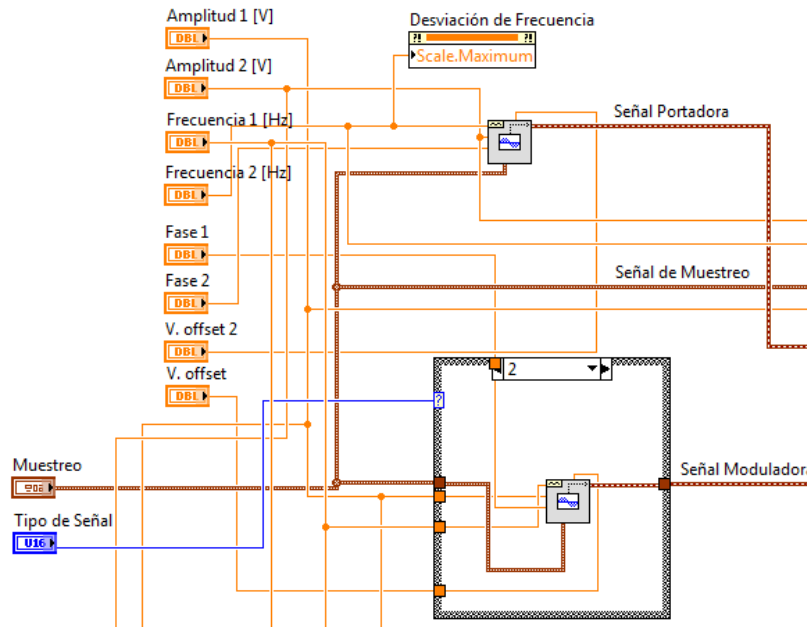 Amplitud 1 [V]
DBL
Desviación de Frecuencia
?! ?!
Scale.Maximum
Amplitud 2 [V]
DBL
Frecuencia 1 [Hz]
DBL
Señal Portadora
Frecuencia 2 [Hz]
DBL
Fase 1
DBL
Señal de Muestreo
Fase 2
DBL
V. offset 2
DBL
V. offset
DBL
2
?
Muestreo
Señal Moduladora
Tipo de Señal
U16